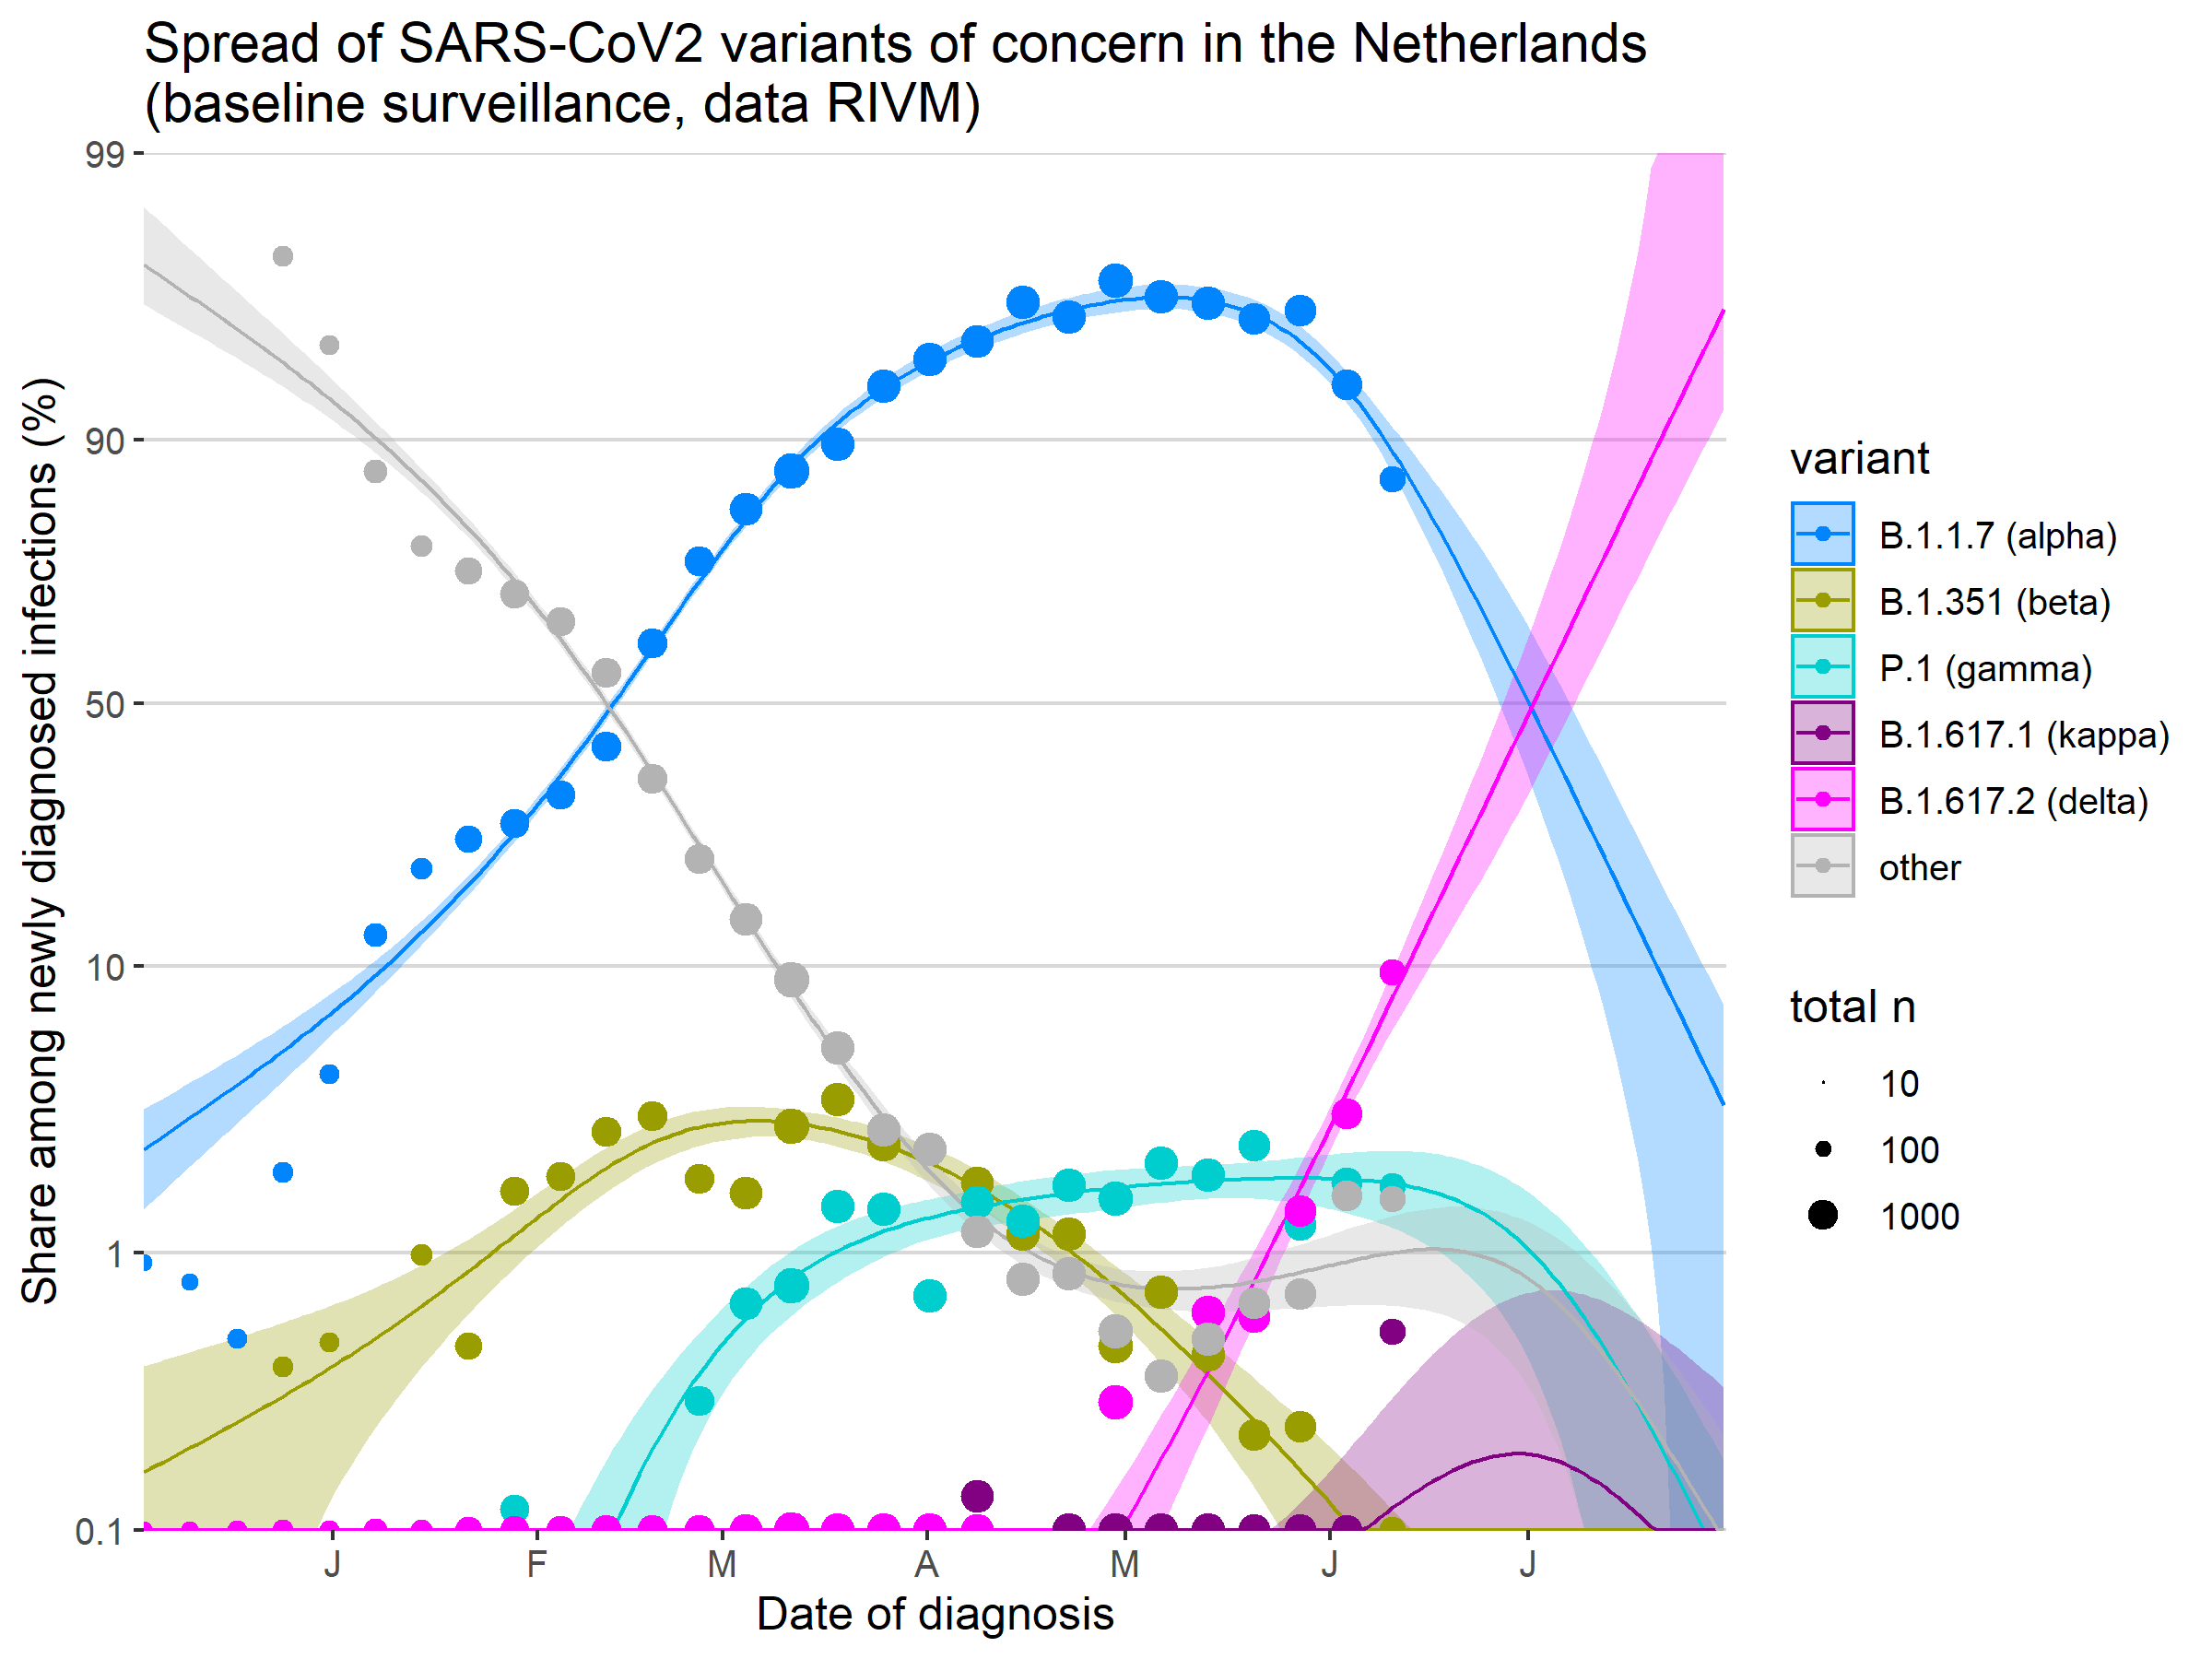 Spread of SARS-CoV2 variants of concern in the Netherlands
(baseline surveillance, data RIVM)
Share among newly diagnosed infections (%)
99
90
50
10
1
0.1
J
F
M
A
M
J
J
Date of diagnosis
variant
B.1.1.7 (alpha)
B.1.351 (beta)
P.1 (gamma)
B.1.617.1 (kappa)
B.1.617.2 (delta)
other
total n
10
100
1000